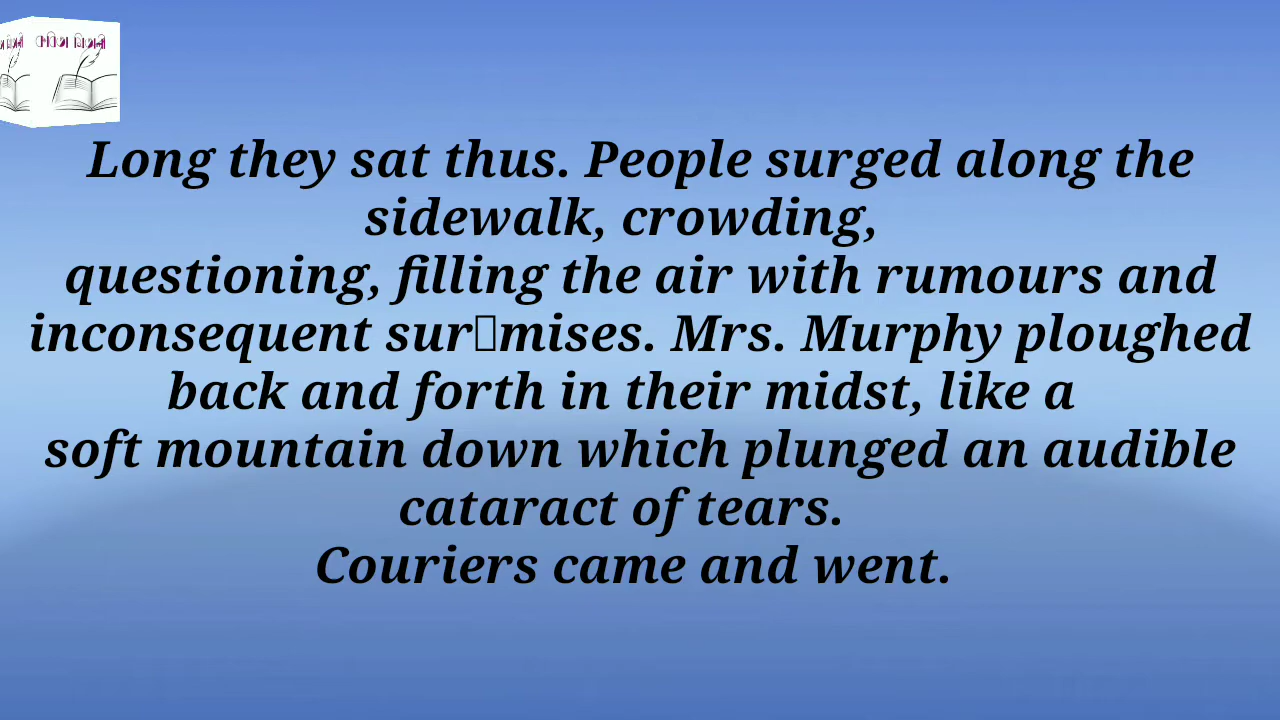 Long they sat thus. People surged along the
sidewalk, crowding,
questioning, filling the air with rumours and
inconsequent sur▯mises. Mrs. Murphy ploughed
back and forth in their midst, like a
soft mountain down which plunged an audible
cataract of tears.
Couriers came and went.